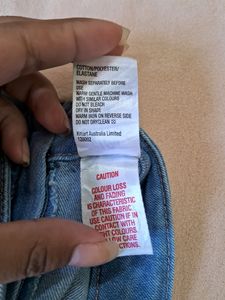 COTTON/POLYESTER/
ELASTANE
WASH SEPARATELY BEFORE
USE
WARM GENTLE MACHINE WASH
WITH SIMILAR COLOURS
DO NOT BLEACH
DRY IN SHADE
WARM IRON ON REVERSE SIDE
DO NOT DRYCLEAN
Kmart Australia Limited
CAUTION
COLOUR LOSS
AND FADING
IS CHARACTERISTIC
OF THIS FABRIC
USE CAUTION IF IN
CONTACT WITH
COLOURS
CARE